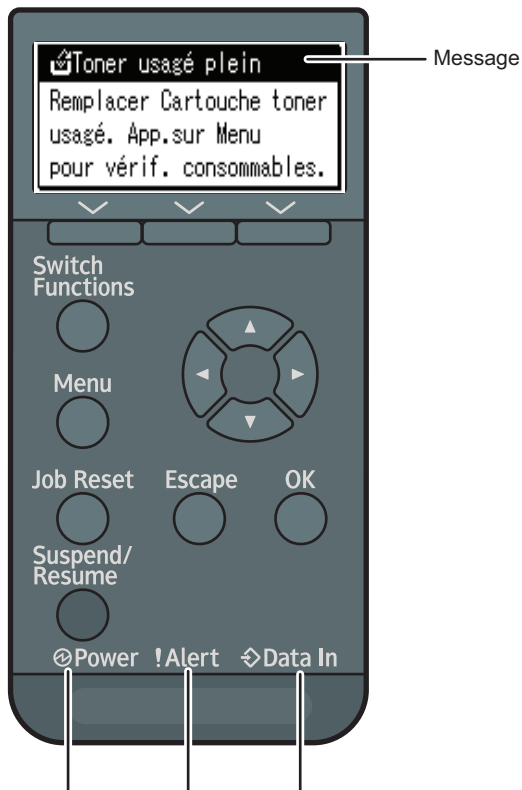 Toner usagé plein
Message
Remplacer Cartouche toner
usagé. App.sur Menu
pour vérif. consommables.
Switch
Functions
Menu
Job Reset
Escape
OK
Suspend/
Resume
Power
!Alert
Data In